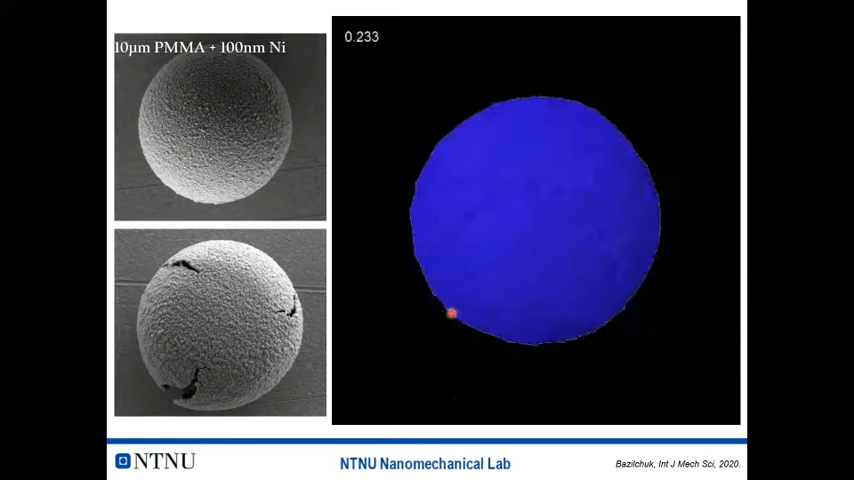 10μm PMMA + 100nm Ni
0.233
NTNU
NTNU Nanomechanical Lab
Bazilchuk, Int J Mech Sci, 2020.